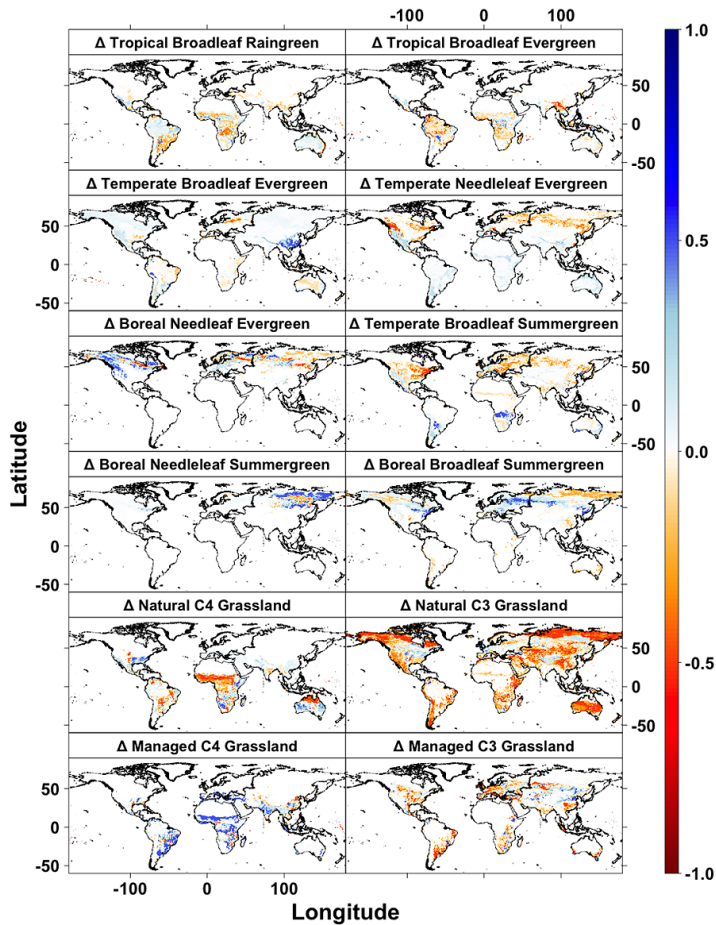 -100 0 100
Δ Tropical Broadleaf Raingreen Δ Tropical Broadleaf Evergreen
1.0
50
0
-50
Δ Temperate Broadleaf Evergreen Δ Temperate Needleleaf Evergreen
50
0
-50
0.5
Δ Boreal Needleaf Evergreen Δ Temperate Broadleaf Summergreen
50
0
-50
Latitude
Δ Boreal Needleleaf Summergreen Δ Boreal Broadleaf Summergreen
0.0
50
0
-50
Δ Natural C4 Grassland Δ Natural C3 Grassland
50
0
-50
-0.5
Δ Managed C4 Grassland Δ Managed C3 Grassland
50
0
-50
-1.0
-100 0 100
Longitude